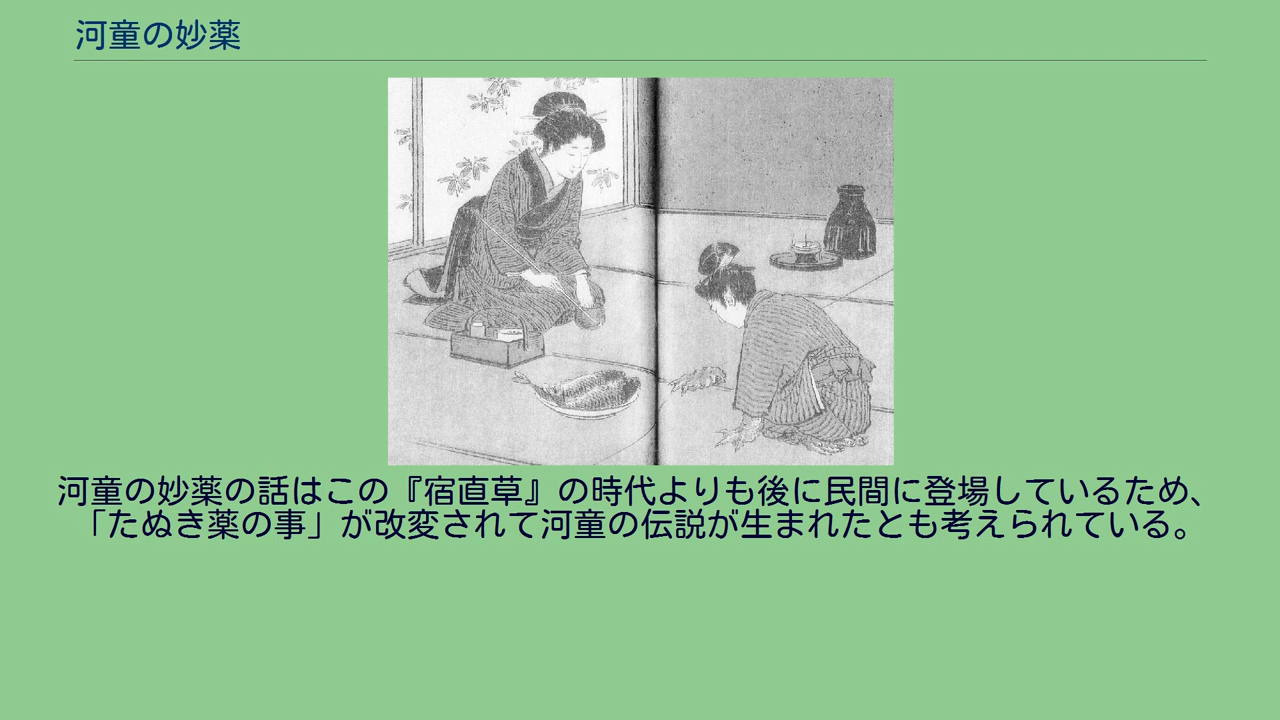 河童の妙薬
河童の妙薬の話はこの『宿直草』の時代よりも後に民間に登場しているため、
「たぬき薬の事」が改変されて河童の伝説が生まれたとも考えられている。